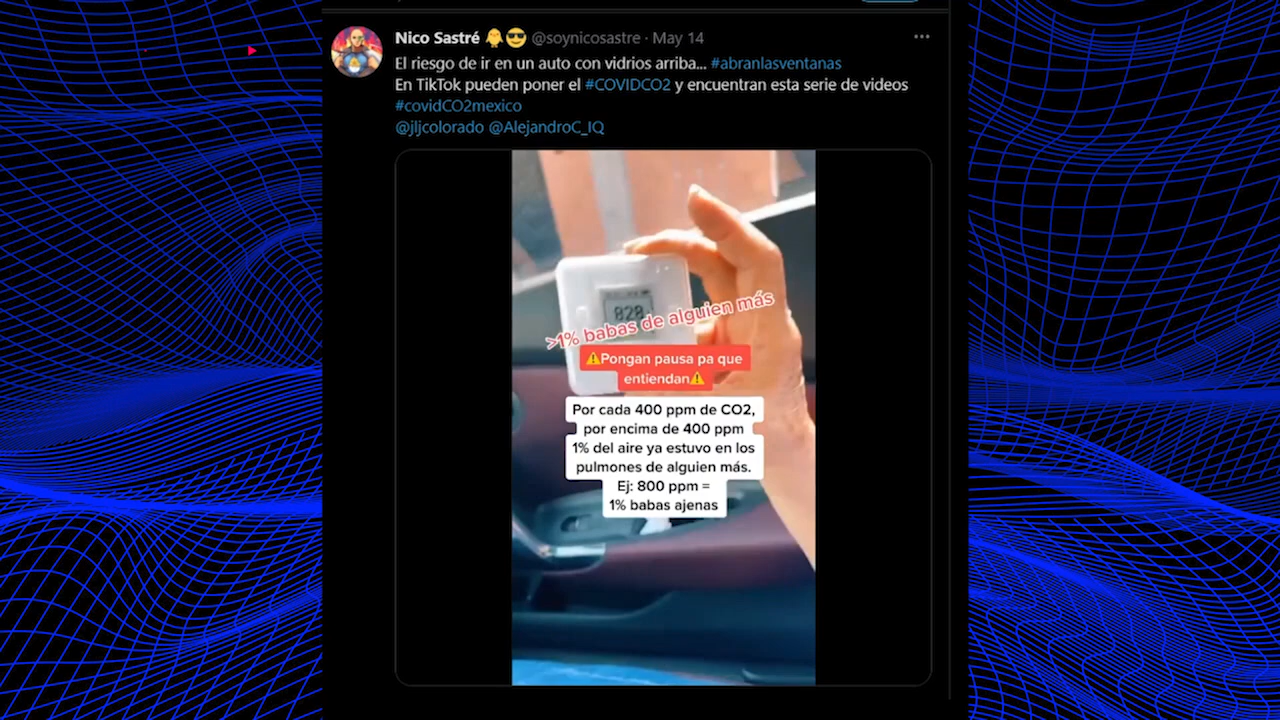 Nico Sastré 🐥😎 @soynicosastre · May 14
El riesgo de ir en un auto con vidrios arriba... #abranlasventanas
En TikTok pueden poner el #COVIDCO2 y encuentran esta serie de videos
#covidCO2mexico
@jljcolorado @AlejandroC_IQ
828
>1% babas de alguien más
⚠️Pongan pausa pa que
entiendan⚠️
Por cada 400 ppm de CO2,
por encima de 400 ppm
1% del aire ya estuvo en los
pulmones de alguien más.
Ej: 800 ppm =
1% babas ajenas